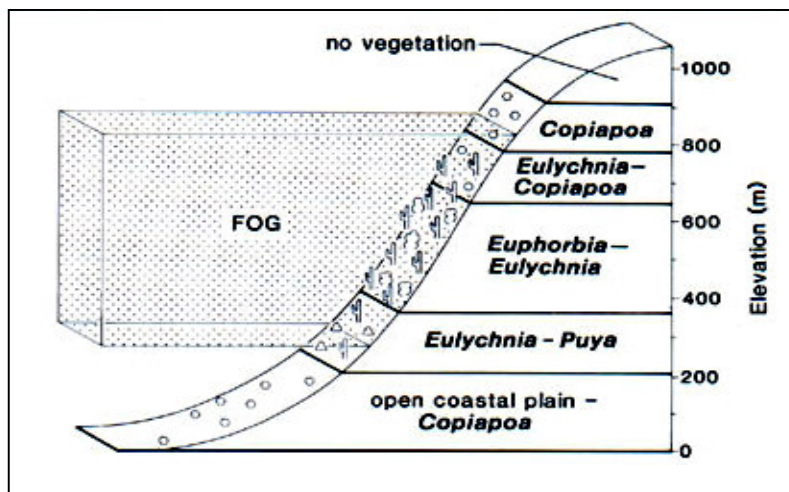 no vegetation
1000
Copiapoa
800
Eulychnia–
Copiapoa
FOG
600
Euphorbia–
Eulychnia
Elevation (m)
400
Eulychnia – Puya
200
open coastal plain –
Copiapoa
0